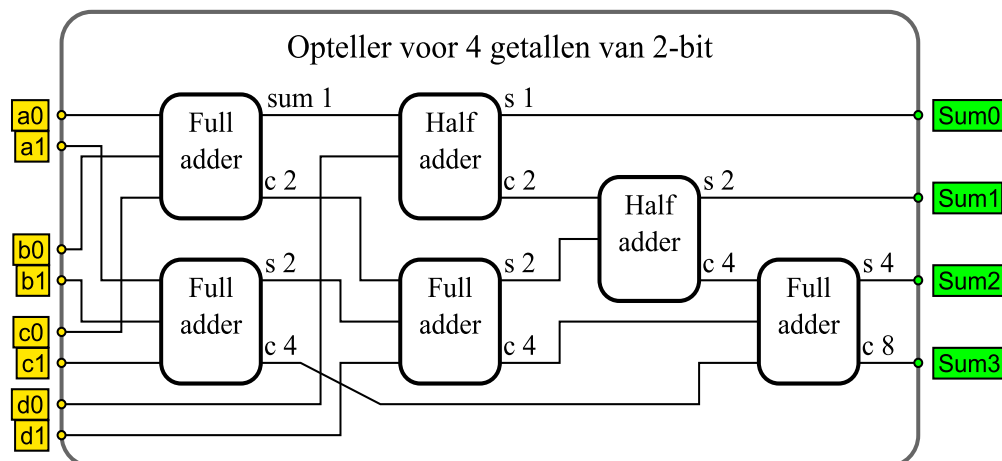 Opteller voor 4 getallen van 2-bit
a0
a1
b0
b1
c0
c1
d0
d1
Full
adder
sum 1
c 2
Full
adder
s 2
c 4
Half
adder
s 1
c 2
Full
adder
s 2
c 4
Half
adder
s 2
c 4
Full
adder
s 4
c 8
Sum0
Sum1
Sum2
Sum3